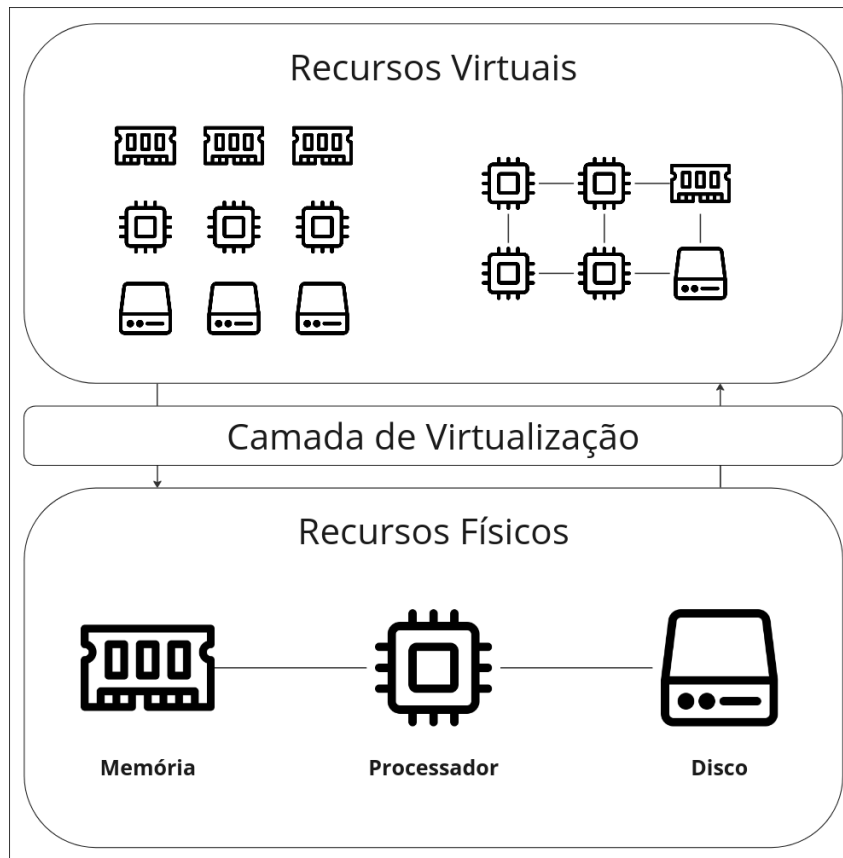 Recursos Virtuais
Camada de Virtualização
Recursos Físicos
Memória
Processador
Disco